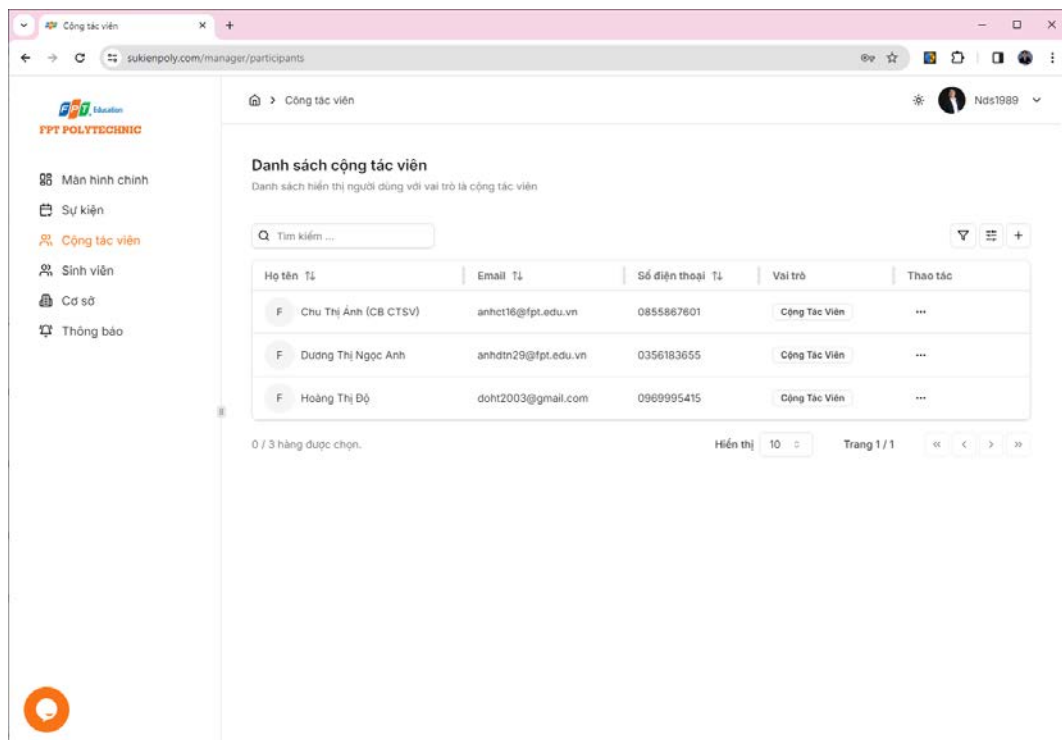 Cộng tác viên
sukienpoly.com/manager/participants
FPT Education
FPT POLYTECHNIC
Cộng tác viên
Nds1989
Màn hình chính
Sự kiện
Cộng tác viên
Sinh viên
Cơ sở
Thông báo
Danh sách cộng tác viên
Danh sách hiển thị người dùng với vai trò là cộng tác viên
Tìm kiếm ...
Họ tên Email Số điện thoại Vai trò Thao tác
F Chu Thị Ánh (CB CTSV) anhct16@fpt.edu.vn 0855867601 Cộng Tác Viên ...
F Dương Thị Ngọc Anh anhdtn29@fpt.edu.vn 0356183655 Cộng Tác Viên ...
F Hoàng Thị Độ doht2003@gmail.com 0969995415 Cộng Tác Viên ...
0 / 3 hàng được chọn. Hiển thị 10 Trang 1 / 1